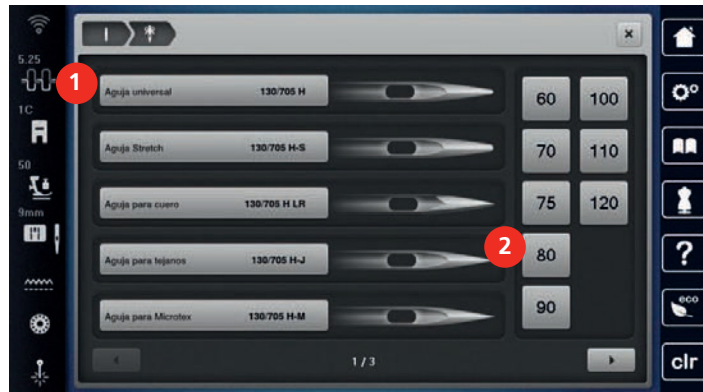 5.25
1C
50
9mm
1
Aguja universal 130/705 H
Aguja Stretch 130/705 H-S
Aguja para cuero 130/705 H LR
Aguja para tejanos 130/705 H-J
Aguja para Microtex 130/705 H-M
1 / 3
2
60 100
70 110
75 120
80
90
?
eco
clr